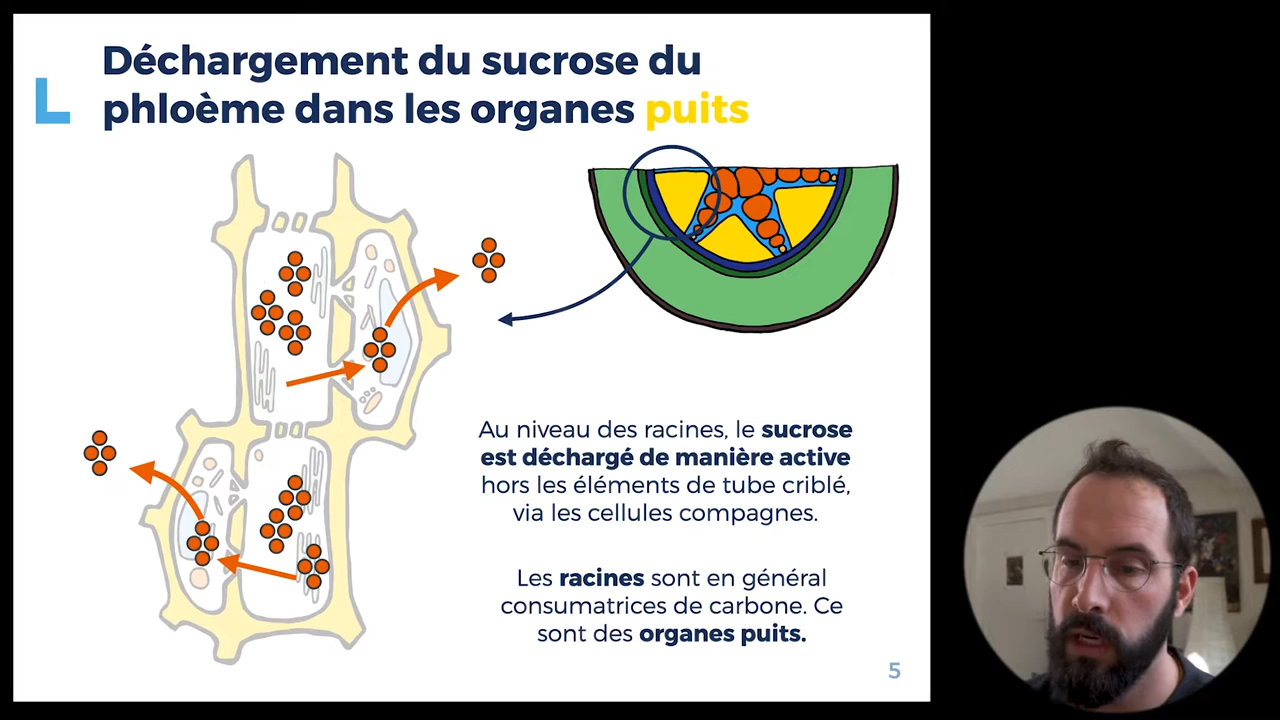 Déchargement du sucrose du
phloème dans les organes puits
Au niveau des racines, le sucrose
est déchargé de manière active
hors les éléments de tube criblé,
via les cellules compagnes.
Les racines sont en général
consumatrices de carbone. Ce
sont des organes puits.
5